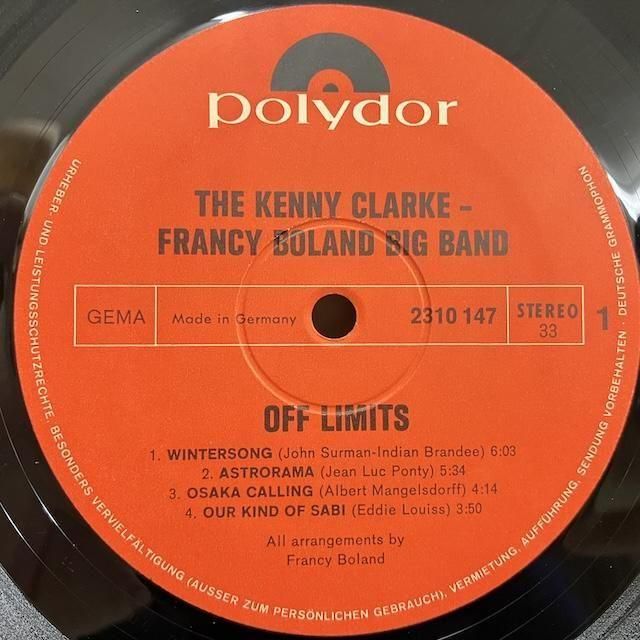 polydor
THE KENNY CLARKE –
FRANCY BOLAND BIG BAND
GEMA Made in Germany 2310 147 STEREO 33 1
OFF LIMITS
1. WINTERSONG (John Surman-Indian Brandee) 6:03
2. ASTRORAMA (Jean Luc Ponty) 5:34
3. OSAKA CALLING (Albert Mangelsdorff) 4:14
4. OUR KIND OF SABI (Eddie Louiss) 3:50
All arrangements by
Francy Boland
URHEBER- UND LEISTUNGSSCHUTZRECHTE, BESONDERS VERVIELFÄLTIGUNG (AUSSER ZUM PERSÖNLICHEN GEBRAUCH), VERMIETUNG, AUFFÜHRUNG, SENDUNG VORBEHALTEN · DEUTSCHE GRAMMOPHON